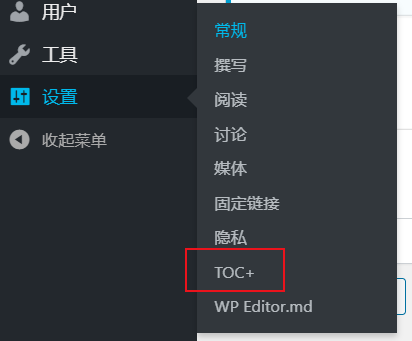 用户
工具
设置
收起菜单
常规
撰写
阅读
讨论
媒体
固定链接
隐私
TOC+
WP Editor.md